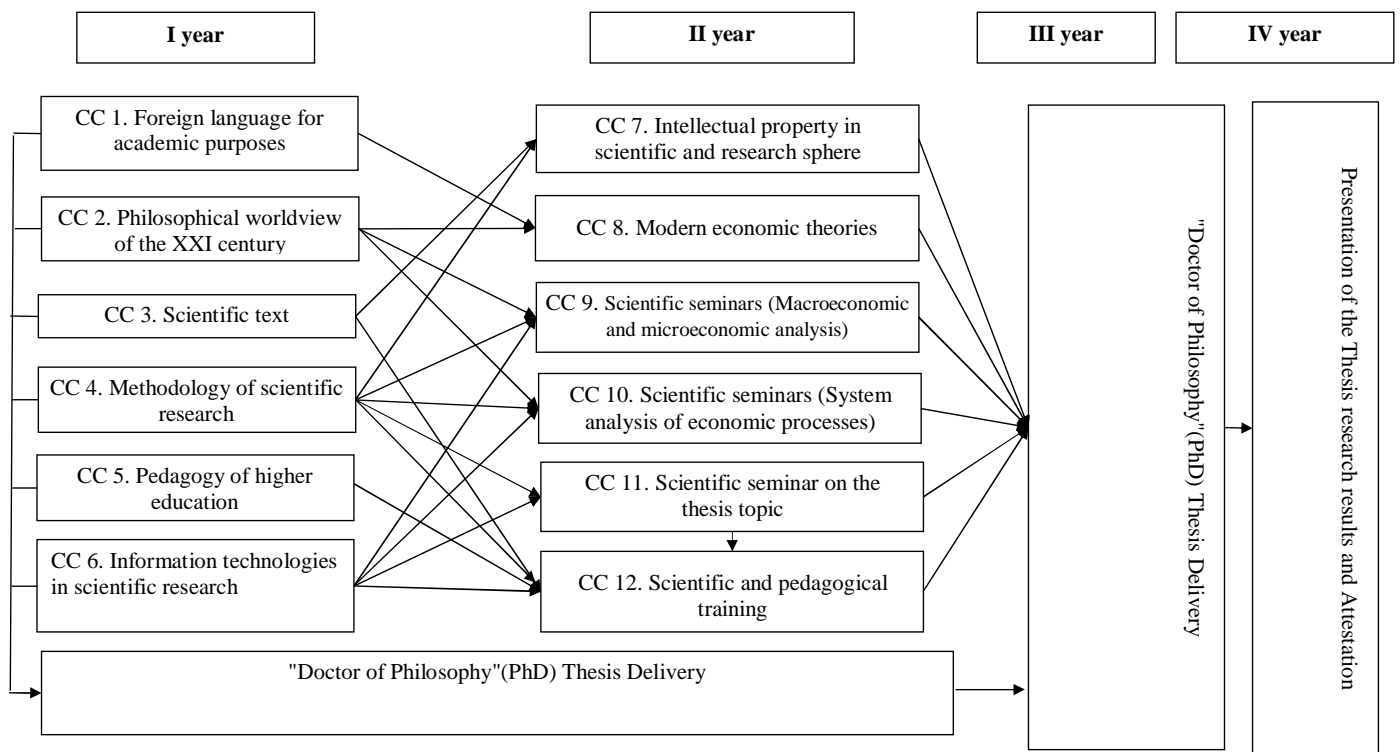 I year
II year
III year
IV year
CC 1. Foreign language for
academic purposes
CC 2. Philosophical worldview
of the XXI century
CC 3. Scientific text
CC 4. Methodology of scientific
research
CC 5. Pedagogy of higher
education
CC 6. Information technologies
in scientific research
CC 7. Intellectual property in
scientific and research sphere
CC 8. Modern economic theories
CC 9. Scientific seminars (Macroeconomic
and microeconomic analysis)
CC 10. Scientific seminars (System
analysis of economic processes)
CC 11. Scientific seminar on the
thesis topic
CC 12. Scientific and pedagogical
training
"Doctor of Philosophy"(PhD) Thesis Delivery
"Doctor of Philosophy"(PhD) Thesis Delivery
Presentation of the Thesis research results and Attestation